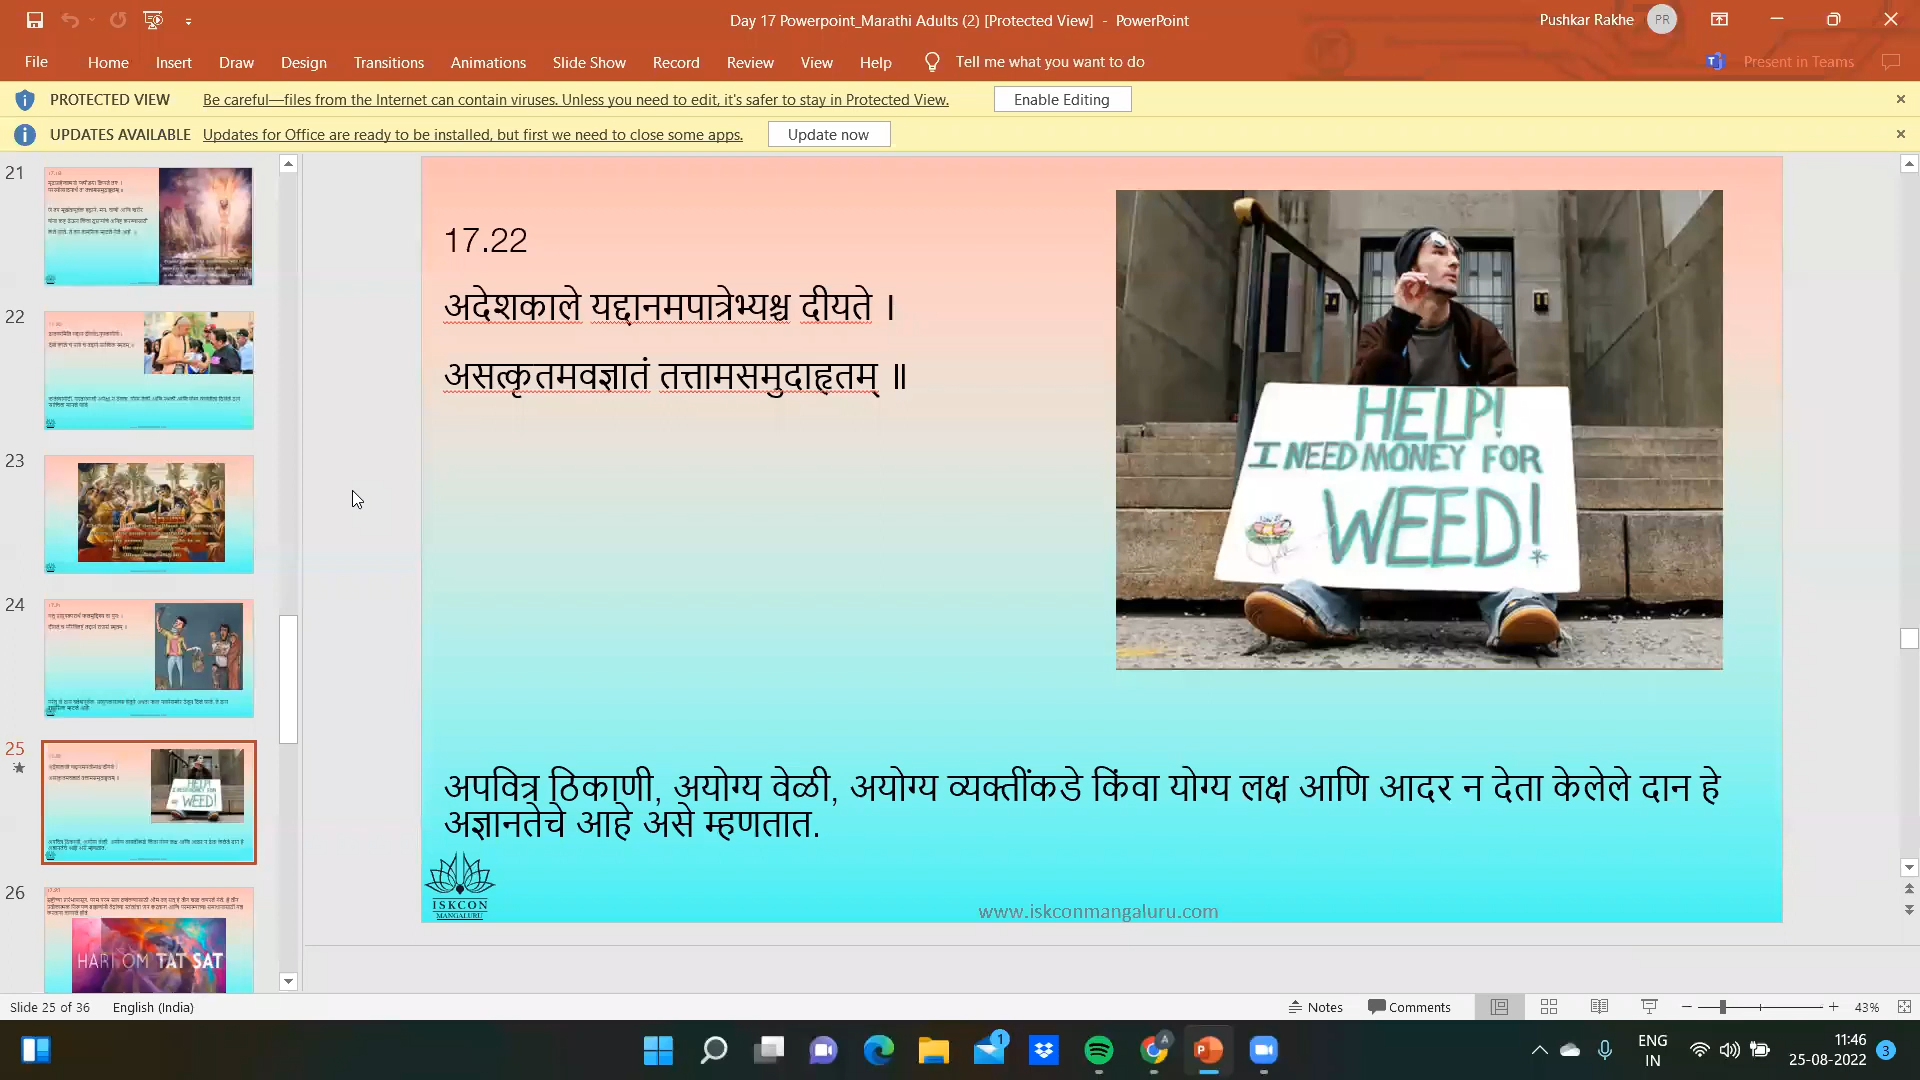 Day 17 Powerpoint_Marathi Adults (2) [Protected View] - PowerPoint
Pushkar Rakhe
PR
File Home Insert Draw Design Transitions Animations Slide Show Record Review View Help Tell me what you want to do
Present in Teams
PROTECTED VIEW Be careful—files from the Internet can contain viruses. Unless you need to edit, it's safer to stay in Protected View. Enable Editing
UPDATES AVAILABLE Updates for Office are ready to be installed, but first we need to close some apps. Update now
21
22
23
24
25
26
HARI OM TAT SAT
17.22
अदेशकाले यद्दानमपात्रेभ्यश्च दीयते ।
असत्कृतमवज्ञातं तत्तामसमुदाहृतम् ॥
HELP!
I NEED MONEY FOR
WEED!
अपवित्र ठिकाणी, अयोग्य वेळी, अयोग्य व्यक्तींकडे किंवा योग्य लक्ष आणि आदर न देता केलेले दान हे
अज्ञानतेचे आहे असे म्हणतात.
ISKCON
MANGALURU
www.iskconmangaluru.com
Slide 25 of 36 English (India)
Notes Comments 43%
1
ENG
IN
11:46
25-08-2022
3